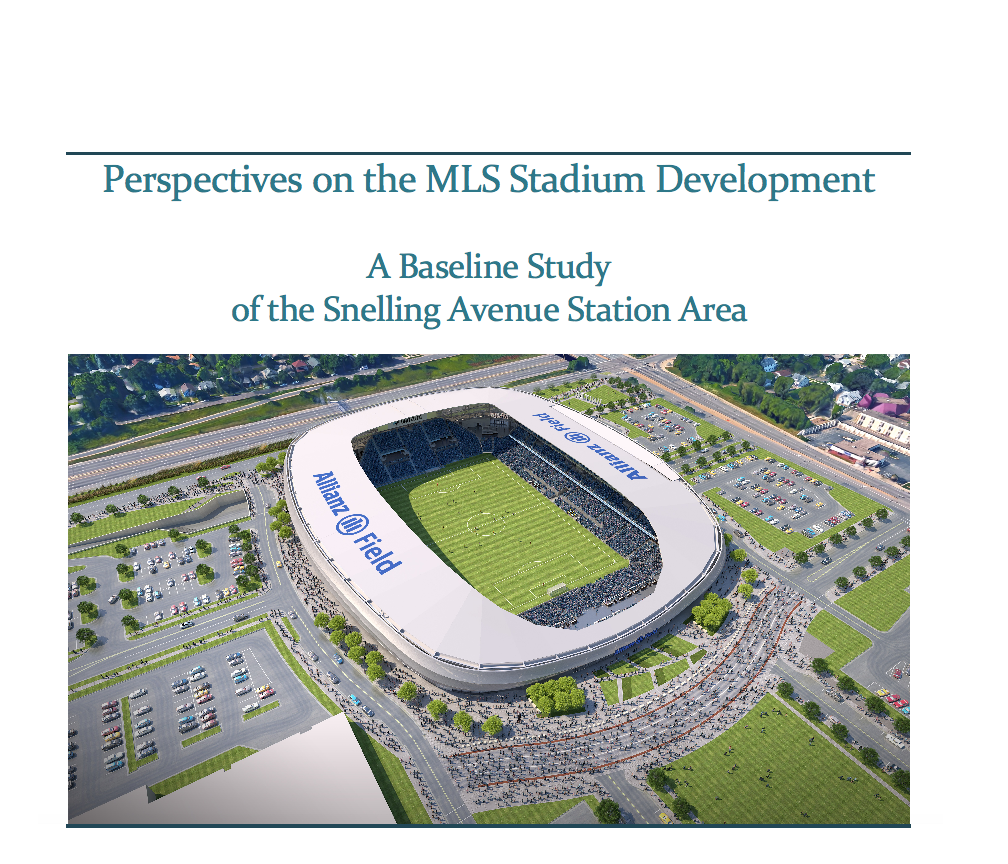 Perspectives on the MLS Stadium Development
A Baseline Study
of the Snelling Avenue Station Area
Allianz Field
Allianz Field